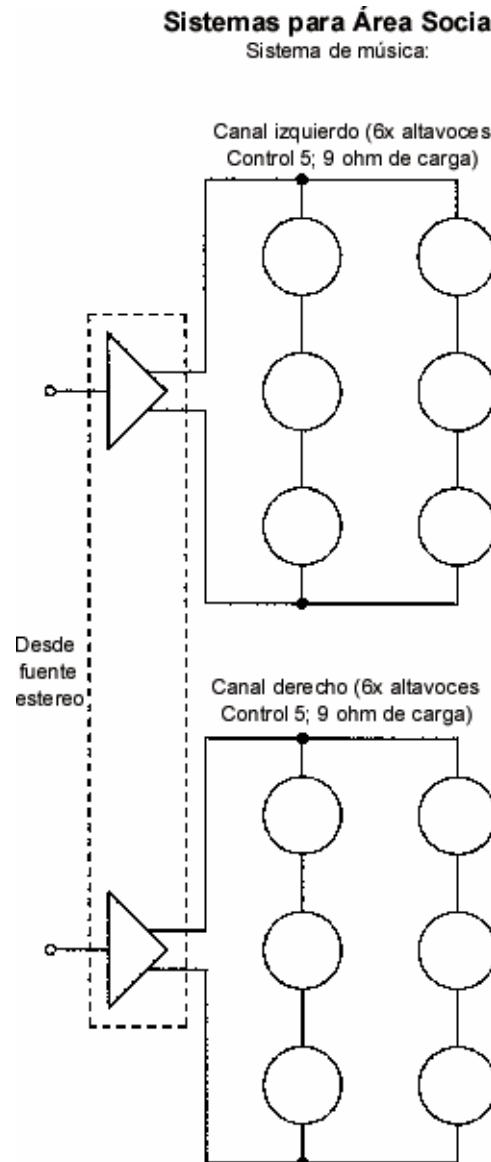 Sistemas para Área Socia
Sistema de música:
Canal izquierdo (6x altavoces
Control 5; 9 ohm de carga)
Desde
fuente
estereo
Canal derecho (6x altavoces
Control 5; 9 ohm de carga)